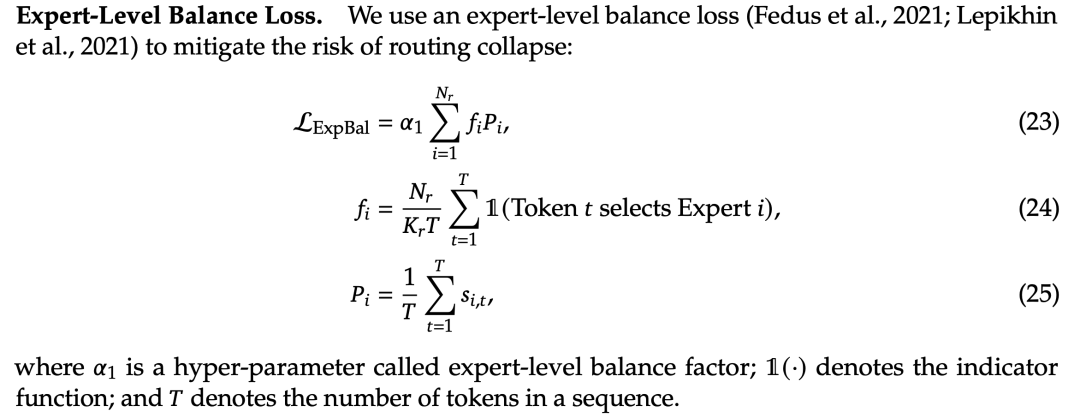 Expert-Level Balance Loss. We use an expert-level balance loss (Fedus et al., 2021; Lepikhin
et al., 2021) to mitigate the risk of routing collapse:
$\mathcal{L}_{\text{ExpBal}} = \alpha_1 \sum_{i=1}^{N_r} f_i P_i,$ (23)
$f_i = \frac{N_r}{K_r T} \sum_{t=1}^{T} \mathbb{1}(\text{Token } t \text{ selects Expert } i),$ (24)
$P_i = \frac{1}{T} \sum_{t=1}^{T} s_{i,t},$ (25)
where $\alpha_1$ is a hyper-parameter called expert-level balance factor; $\mathbb{1}(\cdot)$ denotes the indicator
function; and $T$ denotes the number of tokens in a sequence.